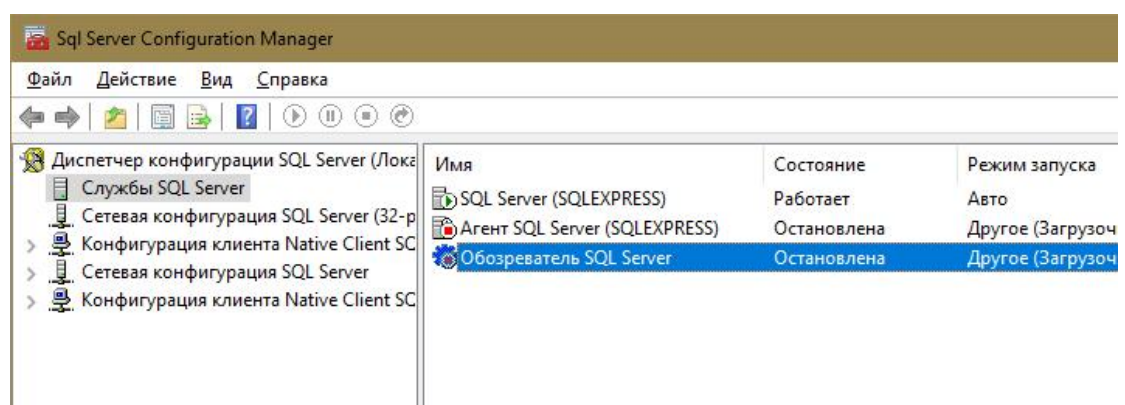 Sql Server Configuration Manager
Файл Действие Вид Справка
Диспетчер конфигурации SQL Server (Лока
Службы SQL Server
Сетевая конфигурация SQL Server (32-р
Конфигурация клиента Native Client SC
Сетевая конфигурация SQL Server
Конфигурация клиента Native Client SC
Имя Состояние Режим запуска
SQL Server (SQLEXPRESS) Работает Авто
Агент SQL Server (SQLEXPRESS) Остановлена Другое (Загрузоч
Обозреватель SQL Server Остановлена Другое (Загрузоч